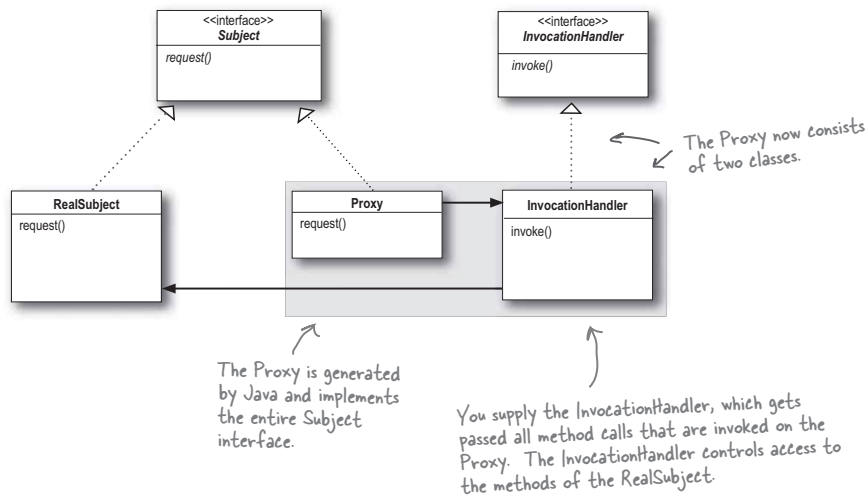 <<interface>>
Subject
request()
<<interface>>
InvocationHandler
invoke()
The Proxy now consists
of two classes.
RealSubject
request()
Proxy
request()
InvocationHandler
invoke()
The Proxy is generated
by Java and implements
the entire Subject
interface.
You supply the InvocationHandler, which gets
passed all method calls that are invoked on the
Proxy. The InvocationHandler controls access to
the methods of the RealSubject.